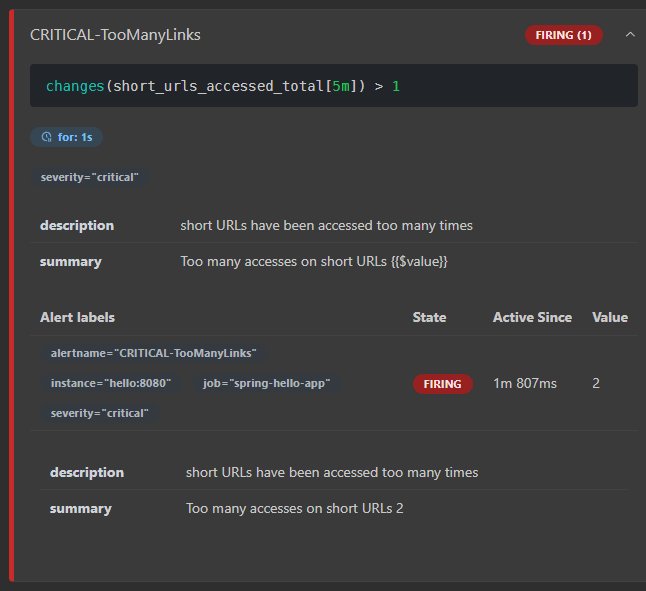 CRITICAL-TooManyLinks FIRING (1)
changes(short_urls_accessed_total[5m]) > 1
for: 1s
severity="critical"
description short URLs have been accessed too many times
summary Too many accesses on short URLs {{$value}}
Alert labels State Active Since Value
alertname="CRITICAL-TooManyLinks"
instance="hello:8080" job="spring-hello-app" FIRING 1m 807ms 2
severity="critical"
description short URLs have been accessed too many times
summary Too many accesses on short URLs 2